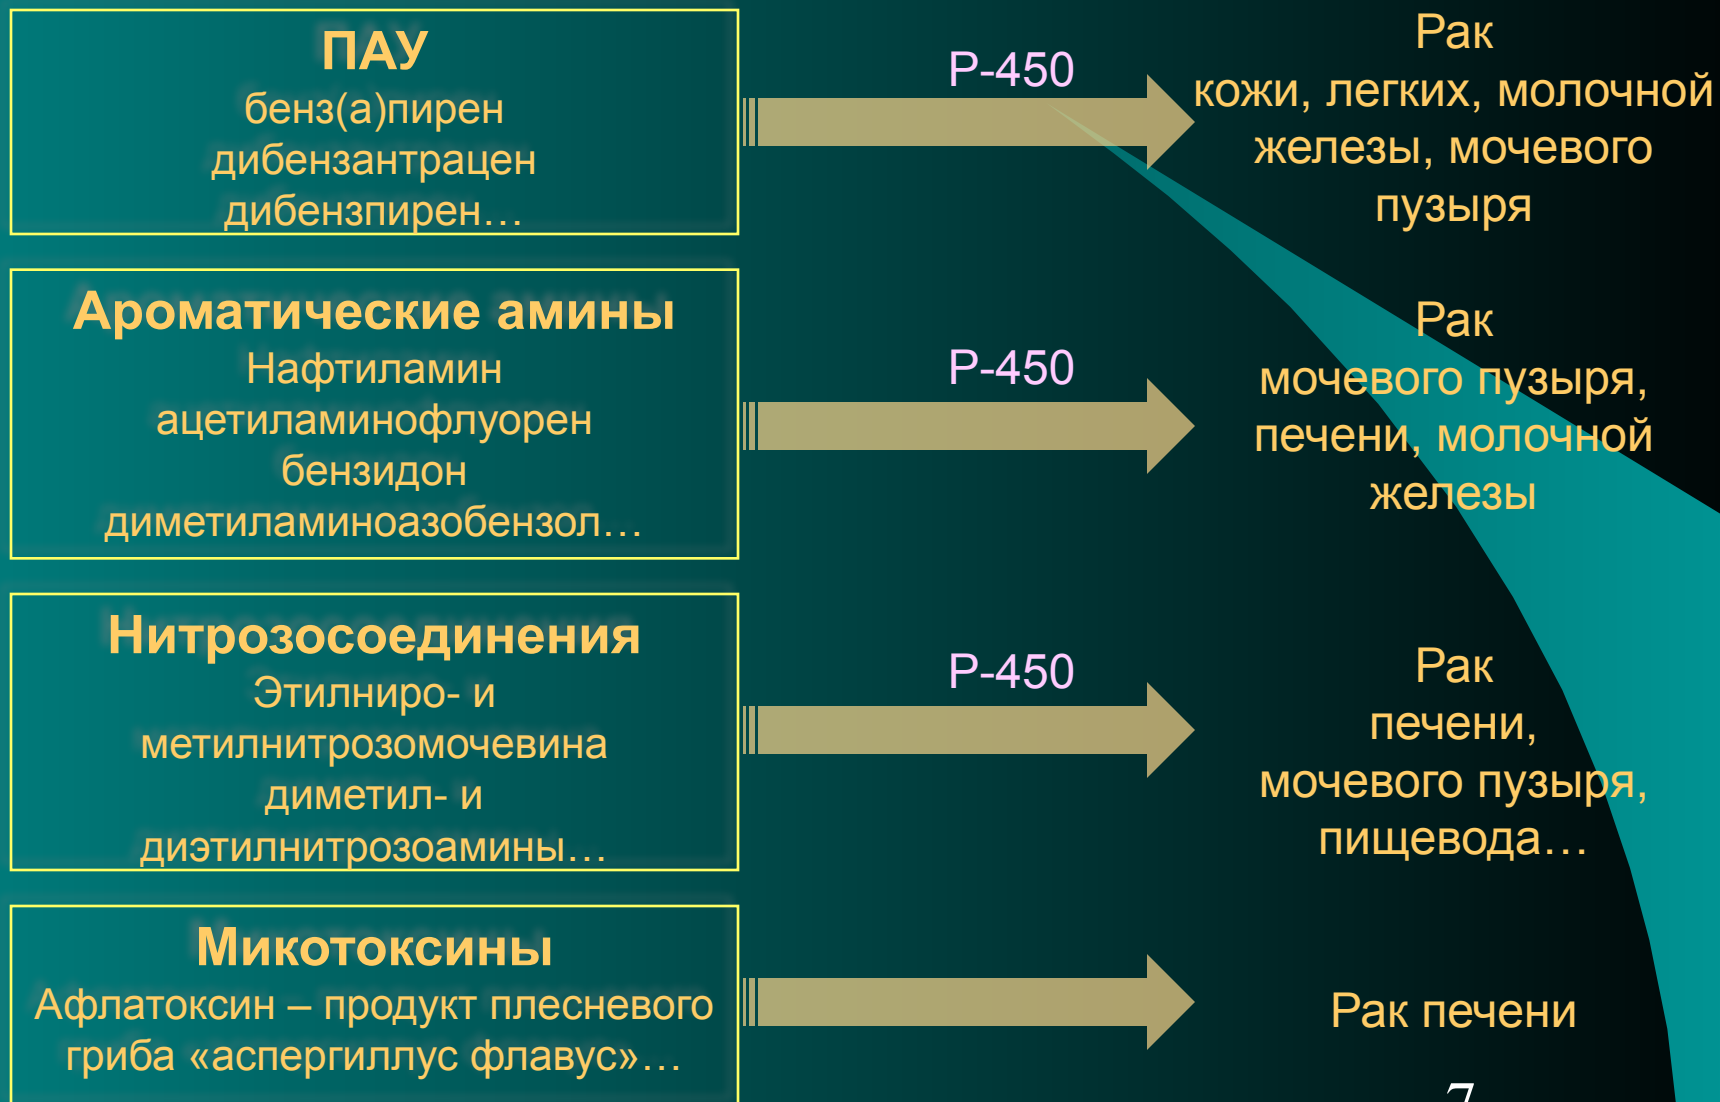 ПАУ
бенз(а)пирен
дибензантрацен
дибензпирен…
Р-450
Рак
кожи, легких, молочной
железы, мочевого
пузыря
Ароматические амины
Нафтиламин
ацетиламинофлуорен
бензидон
диметиламиноазобензол…
Р-450
Рак
мочевого пузыря,
печени, молочной
железы
Нитрозосоединения
Этилниро- и
метилнитрозомочевина
диметил- и
диэтилнитрозоамины…
Р-450
Рак
печени,
мочевого пузыря,
пищевода…
Микотоксины
Афлатоксин – продукт плесневого
гриба «аспергиллус флавус»…
Рак печени
7